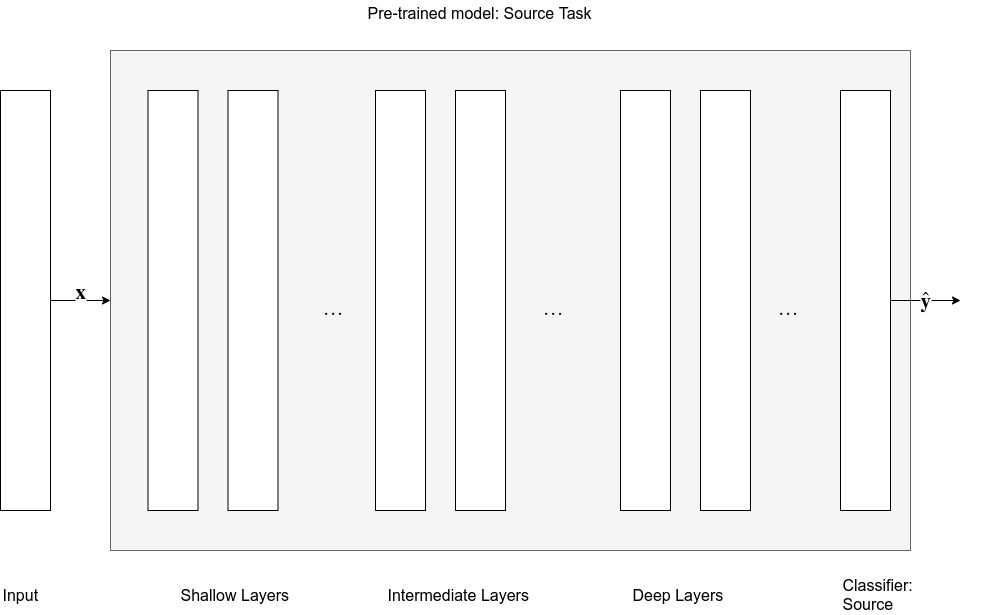 Pre-trained model: Source Task
x
...
...
...
ŷ
Input
Shallow Layers
Intermediate Layers
Deep Layers
Classifier:
Source